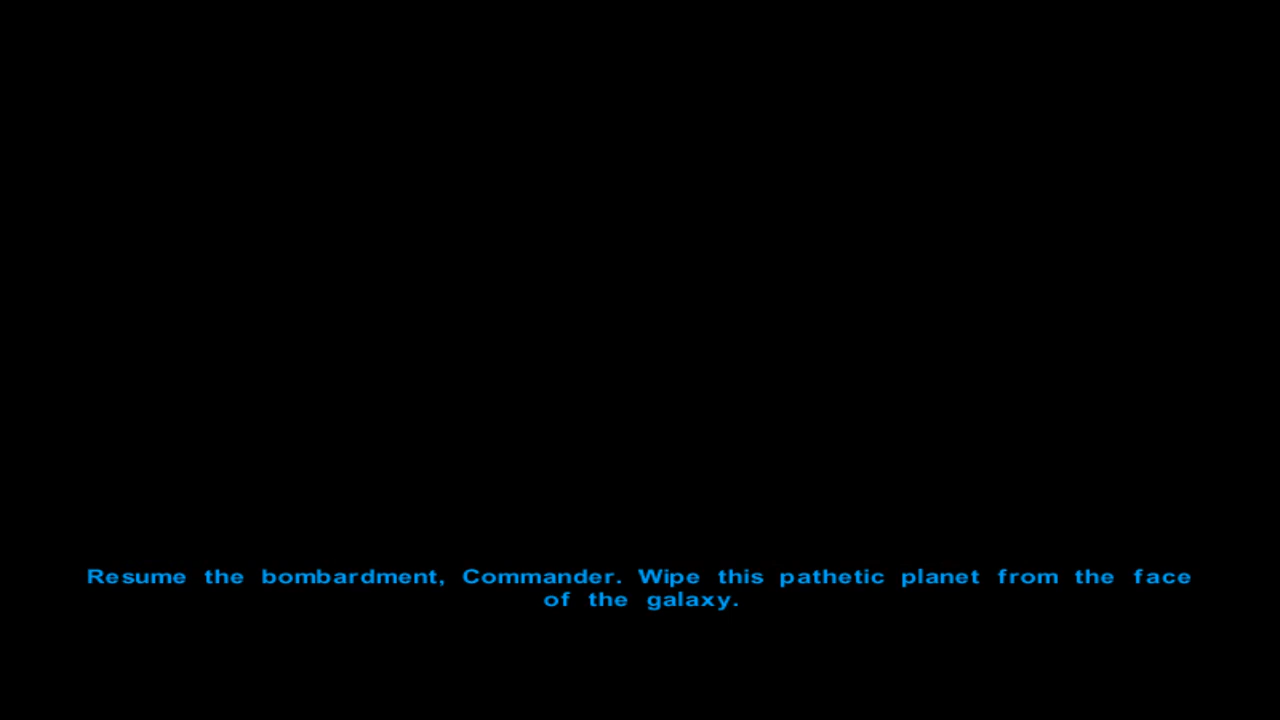 Resume the bombardment, Commander. Wipe this pathetic planet from the face
of the galaxy.